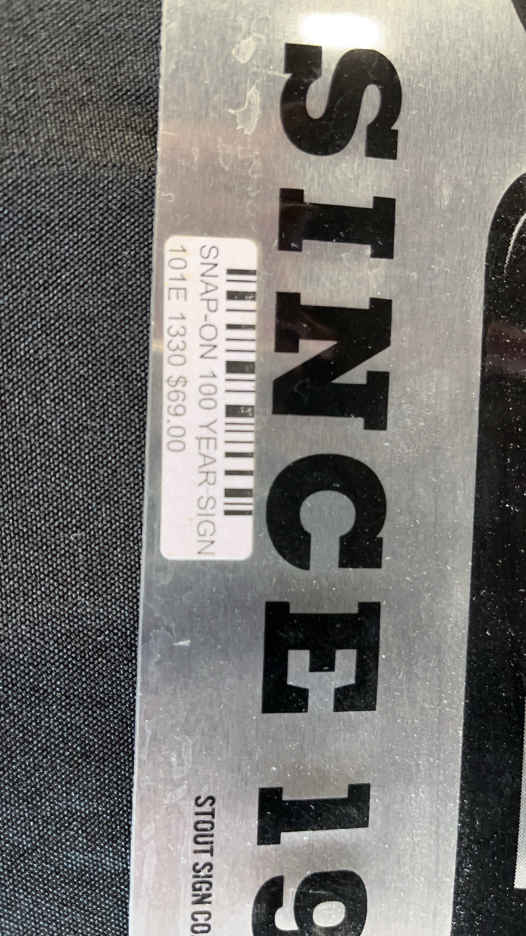 SINCE 19
SNAP-ON 100 YEAR SIGN
101E 1330 $69.00
STOUT SIGN CO